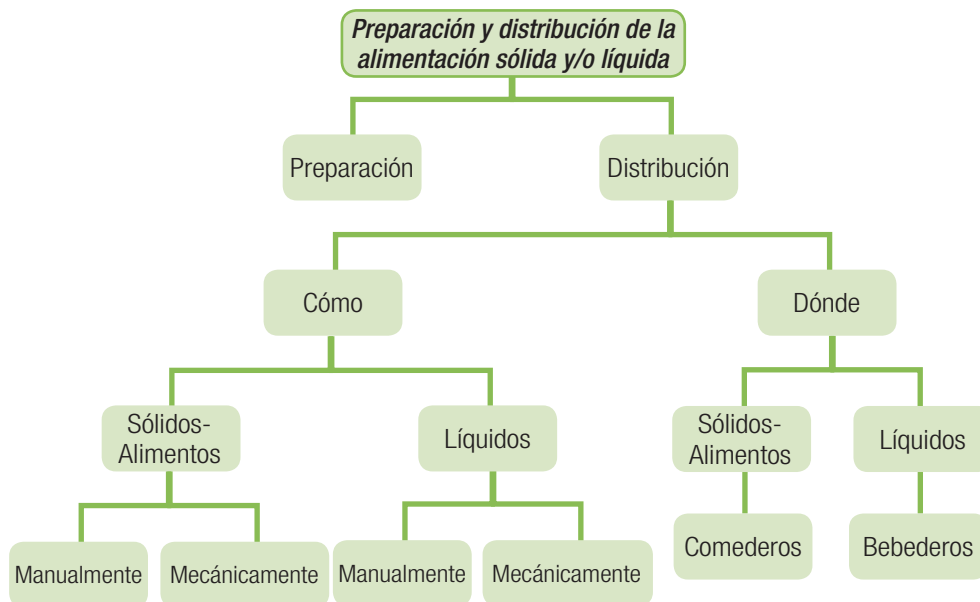 Preparación y distribución de la
alimentación sólida y/o líquida
Preparación
Distribución
Cómo
Dónde
Sólidos-
Alimentos
Líquidos
Sólidos-
Alimentos
Líquidos
Manualmente
Mecánicamente
Manualmente
Mecánicamente
Comederos
Bebederos